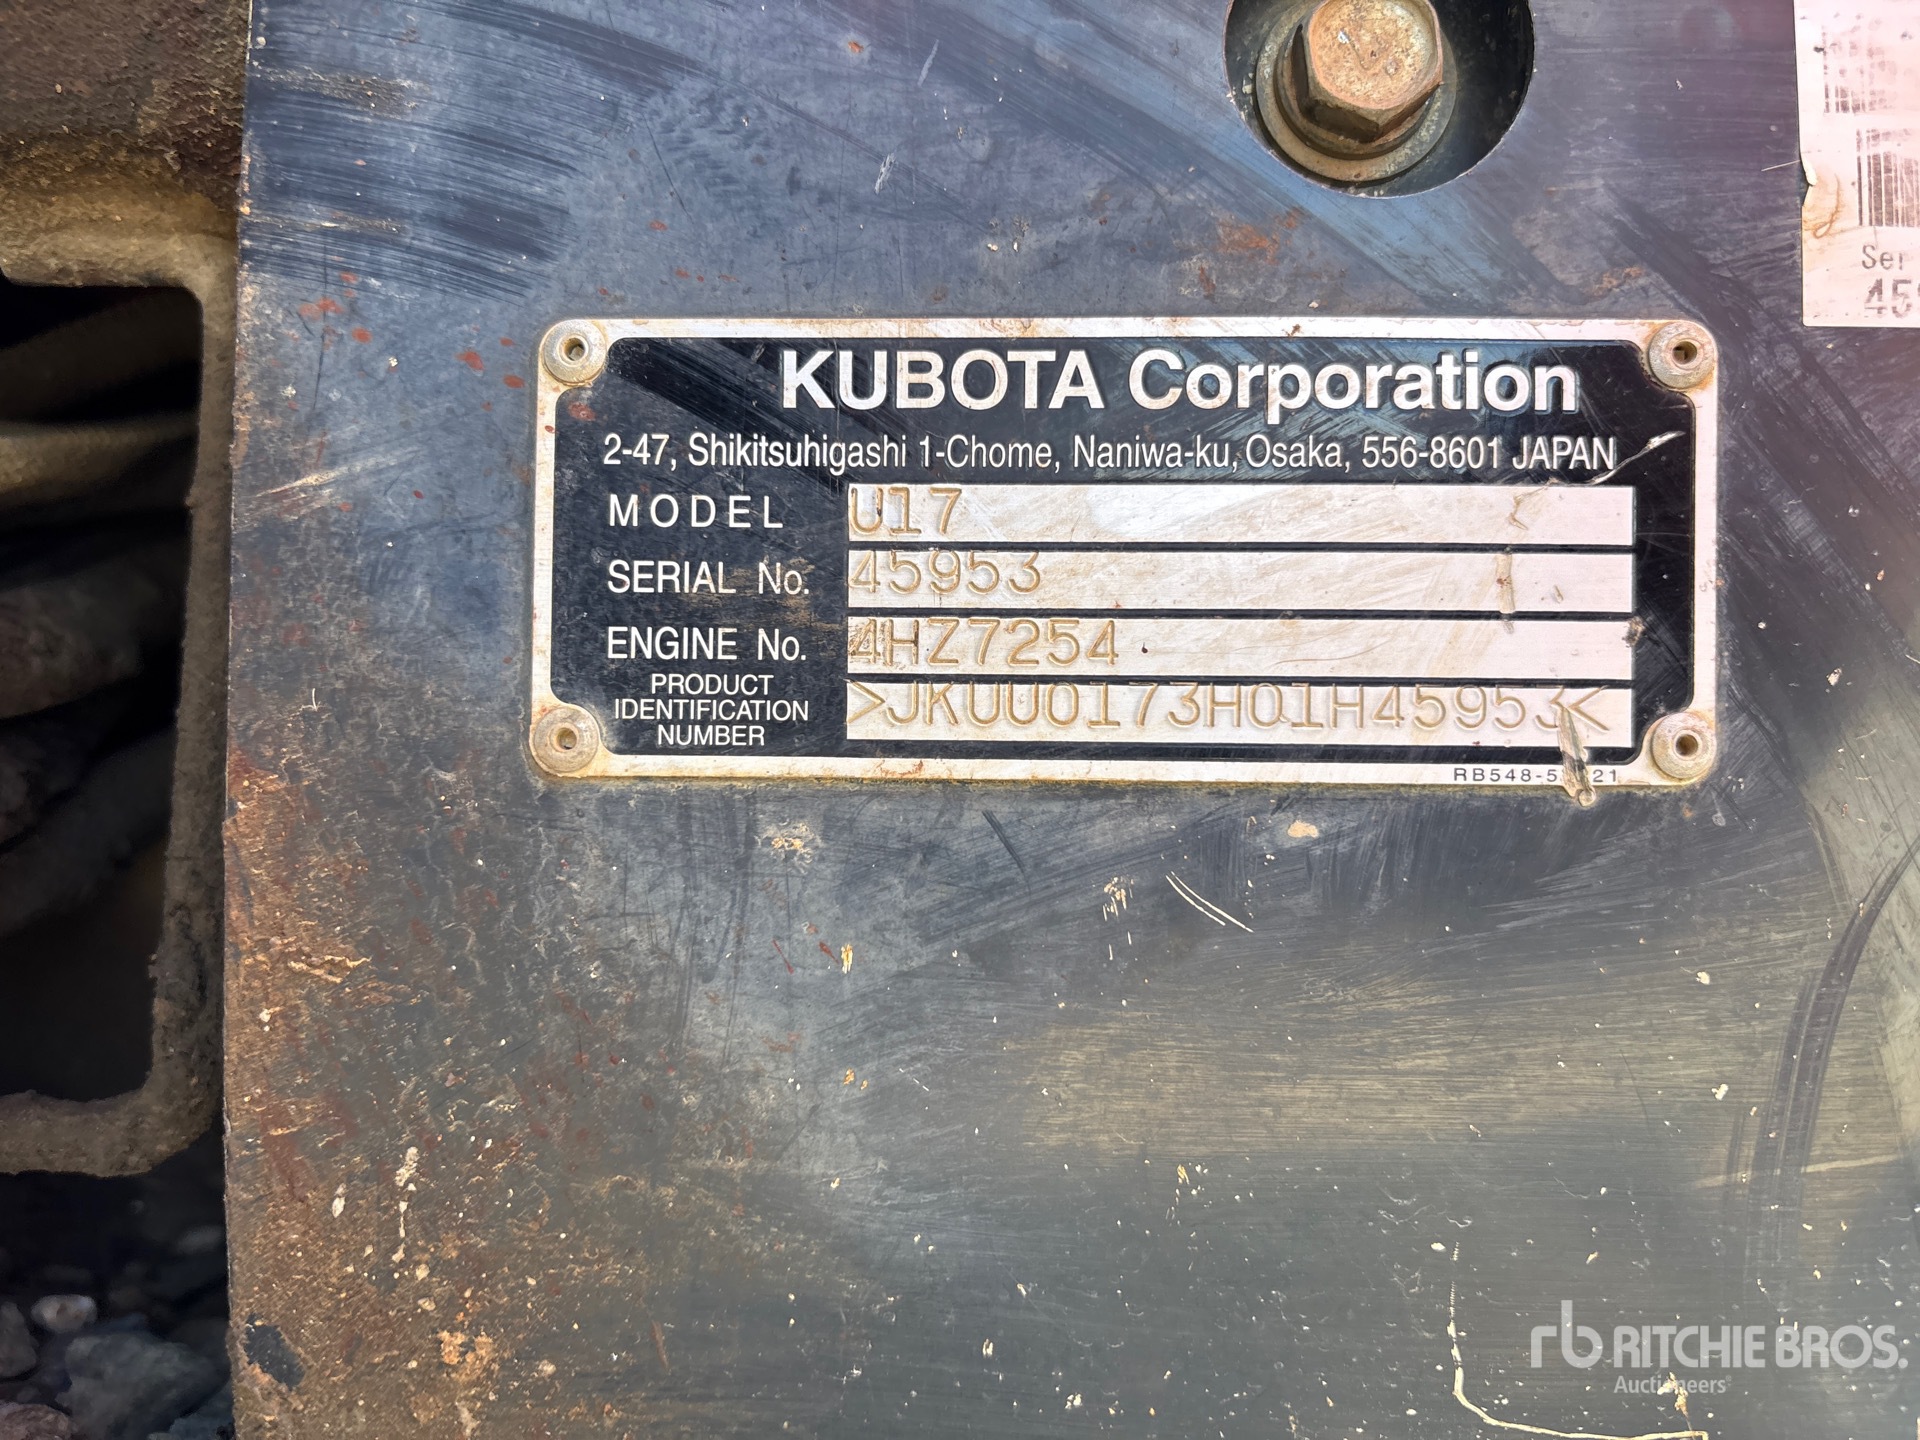 KUBOTA Corporation
2-47, Shikitsuhigashi 1-Chome, Naniwa-ku, Osaka, 556-8601 JAPAN
MODEL U17
SERIAL No. 45953
ENGINE No. 4HZ7254
PRODUCT
IDENTIFICATION
NUMBER
>JKUU0173H01H45953<
Ser
rb RITCHIE BROS.
Auctioneers